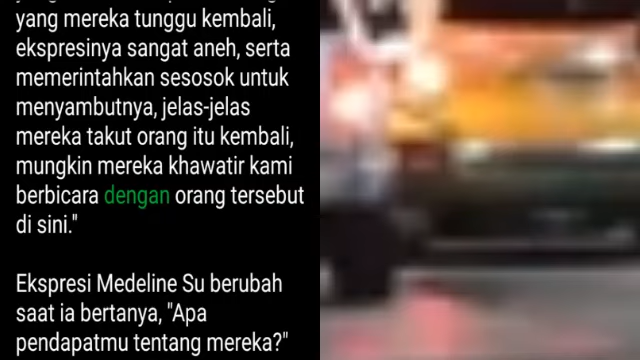 yang mereka tunggu kembali,
ekspresinya sangat aneh, serta
memerintahkan sesosok untuk
menyambutnya, jelas-jelas
mereka takut orang itu kembali,
mungkin mereka khawatir kami
berbicara dengan orang tersebut
di sini."
Ekspresi Medeline Su berubah
saat ia bertanya, "Apa
pendapatmu tentang mereka?"